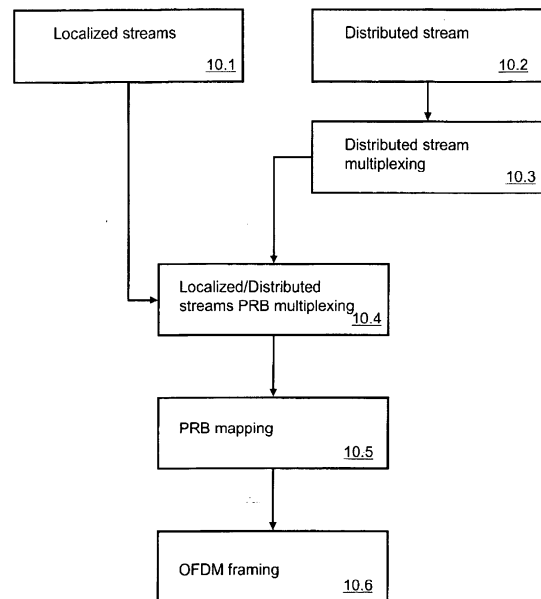 Localized streams
10.1
Distributed stream
10.2
Distributed stream
multiplexing
10.3
Localized/Distributed
streams PRB multiplexing
10.4
PRB mapping
10.5
OFDM framing
10.6